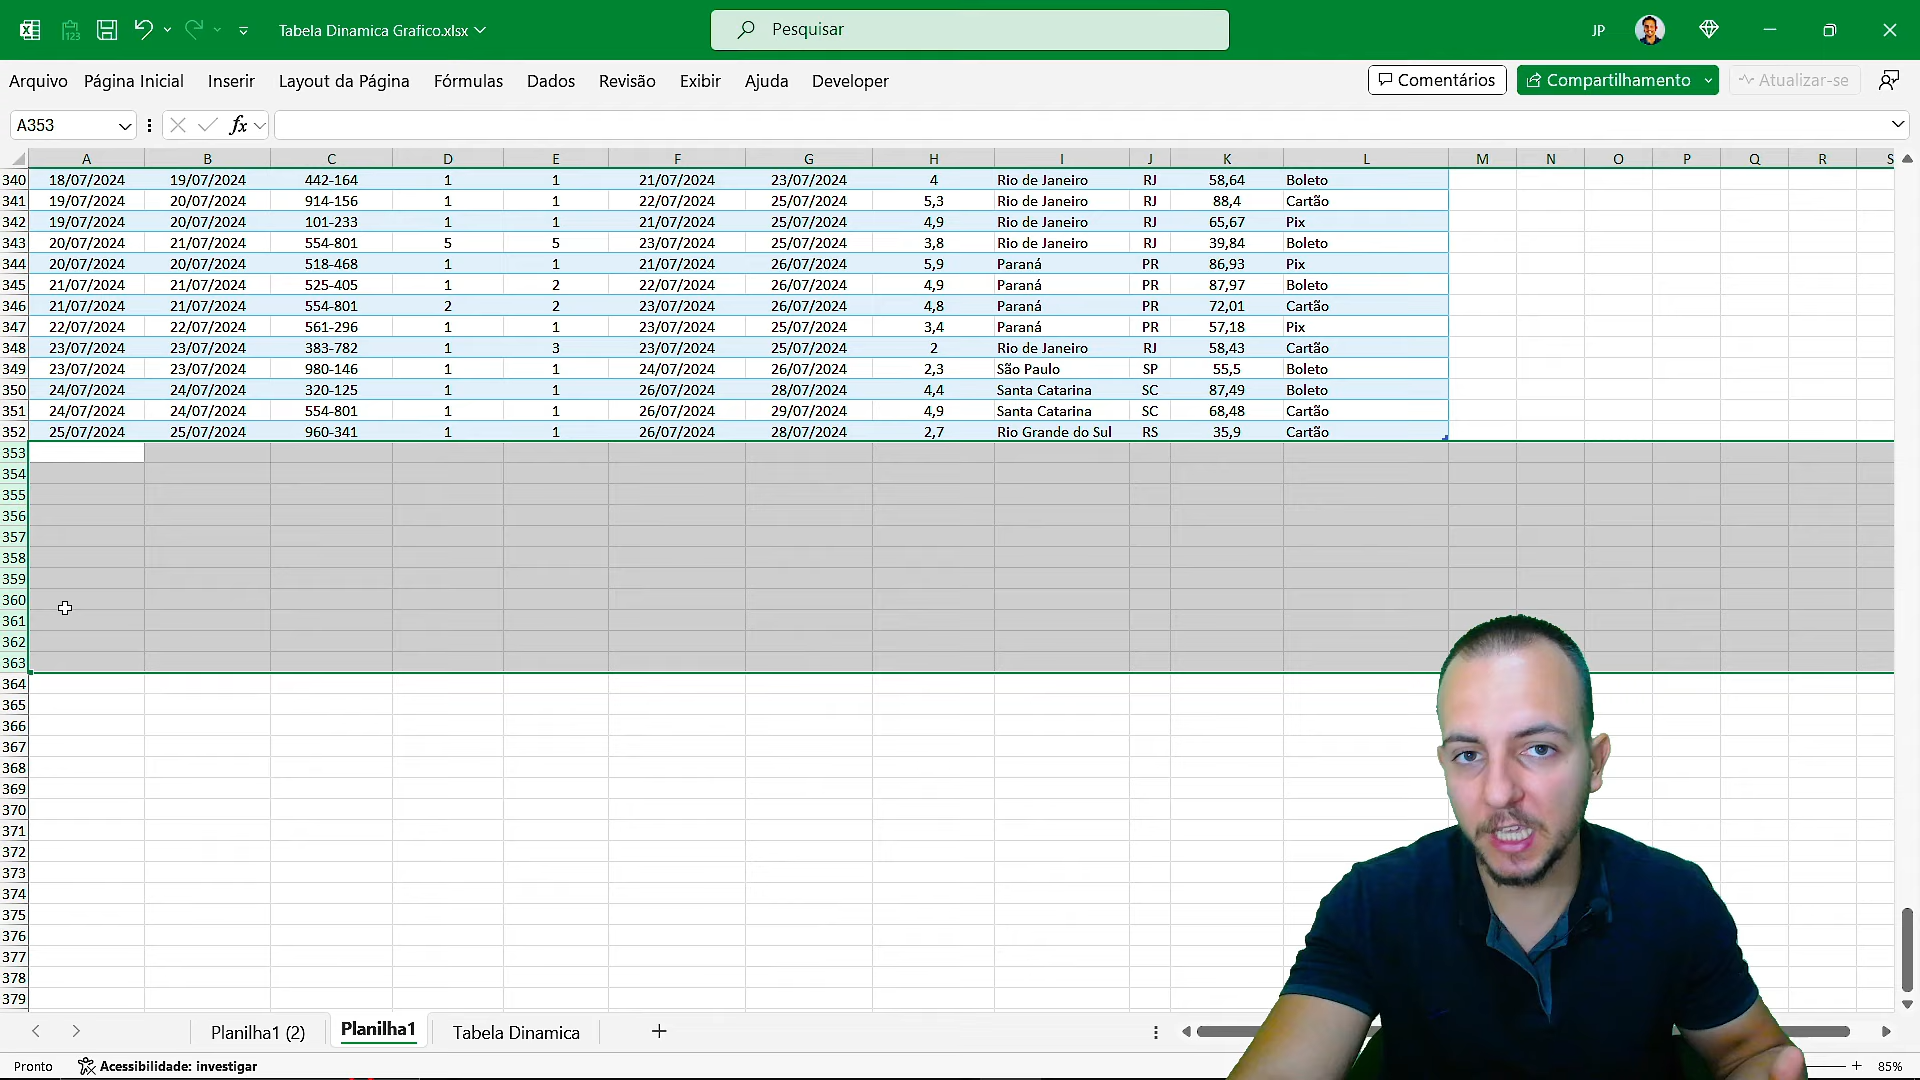 Tabela Dinamica Grafico.xlsx
Pesquisar
JP
Arquivo Página Inicial Inserir Layout da Página Fórmulas Dados Revisão Exibir Ajuda Developer
Comentários Compartilhamento Atualizar-se
A353 fx
A B C D E F G H I J K L M N O P Q R S
340 18/07/2024 19/07/2024 442-164 1 1 21/07/2024 23/07/2024 4 Rio de Janeiro RJ 58,64 Boleto
341 19/07/2024 20/07/2024 914-156 1 1 22/07/2024 25/07/2024 5,3 Rio de Janeiro RJ 88,4 Cartão
342 19/07/2024 20/07/2024 101-233 1 1 21/07/2024 25/07/2024 4,9 Rio de Janeiro RJ 65,67 Pix
343 20/07/2024 21/07/2024 554-801 5 5 23/07/2024 25/07/2024 3,8 Rio de Janeiro RJ 39,84 Boleto
344 20/07/2024 20/07/2024 518-468 1 1 21/07/2024 26/07/2024 5,9 Paraná PR 86,93 Pix
345 21/07/2024 21/07/2024 525-405 1 2 22/07/2024 26/07/2024 4,9 Paraná PR 87,97 Boleto
346 21/07/2024 21/07/2024 554-801 2 2 23/07/2024 26/07/2024 4,8 Paraná PR 72,01 Cartão
347 22/07/2024 22/07/2024 561-296 1 1 23/07/2024 25/07/2024 3,4 Paraná PR 57,18 Pix
348 23/07/2024 23/07/2024 383-782 1 3 23/07/2024 25/07/2024 2 Rio de Janeiro RJ 58,43 Cartão
349 23/07/2024 23/07/2024 980-146 1 1 24/07/2024 26/07/2024 2,3 São Paulo SP 55,5 Boleto
350 24/07/2024 24/07/2024 320-125 1 1 26/07/2024 28/07/2024 4,4 Santa Catarina SC 87,49 Boleto
351 24/07/2024 24/07/2024 554-801 1 1 26/07/2024 29/07/2024 4,9 Santa Catarina SC 68,48 Cartão
352 25/07/2024 25/07/2024 960-341 1 1 26/07/2024 28/07/2024 2,7 Rio Grande do Sul RS 35,9 Cartão
353
354
355
356
357
358
359
360
361
362
363
364
365
366
367
368
369
370
371
372
373
374
375
376
377
378
379
Planilha1 (2) Planilha1 Tabela Dinamica
Pronto Acessibilidade: investigar 85%